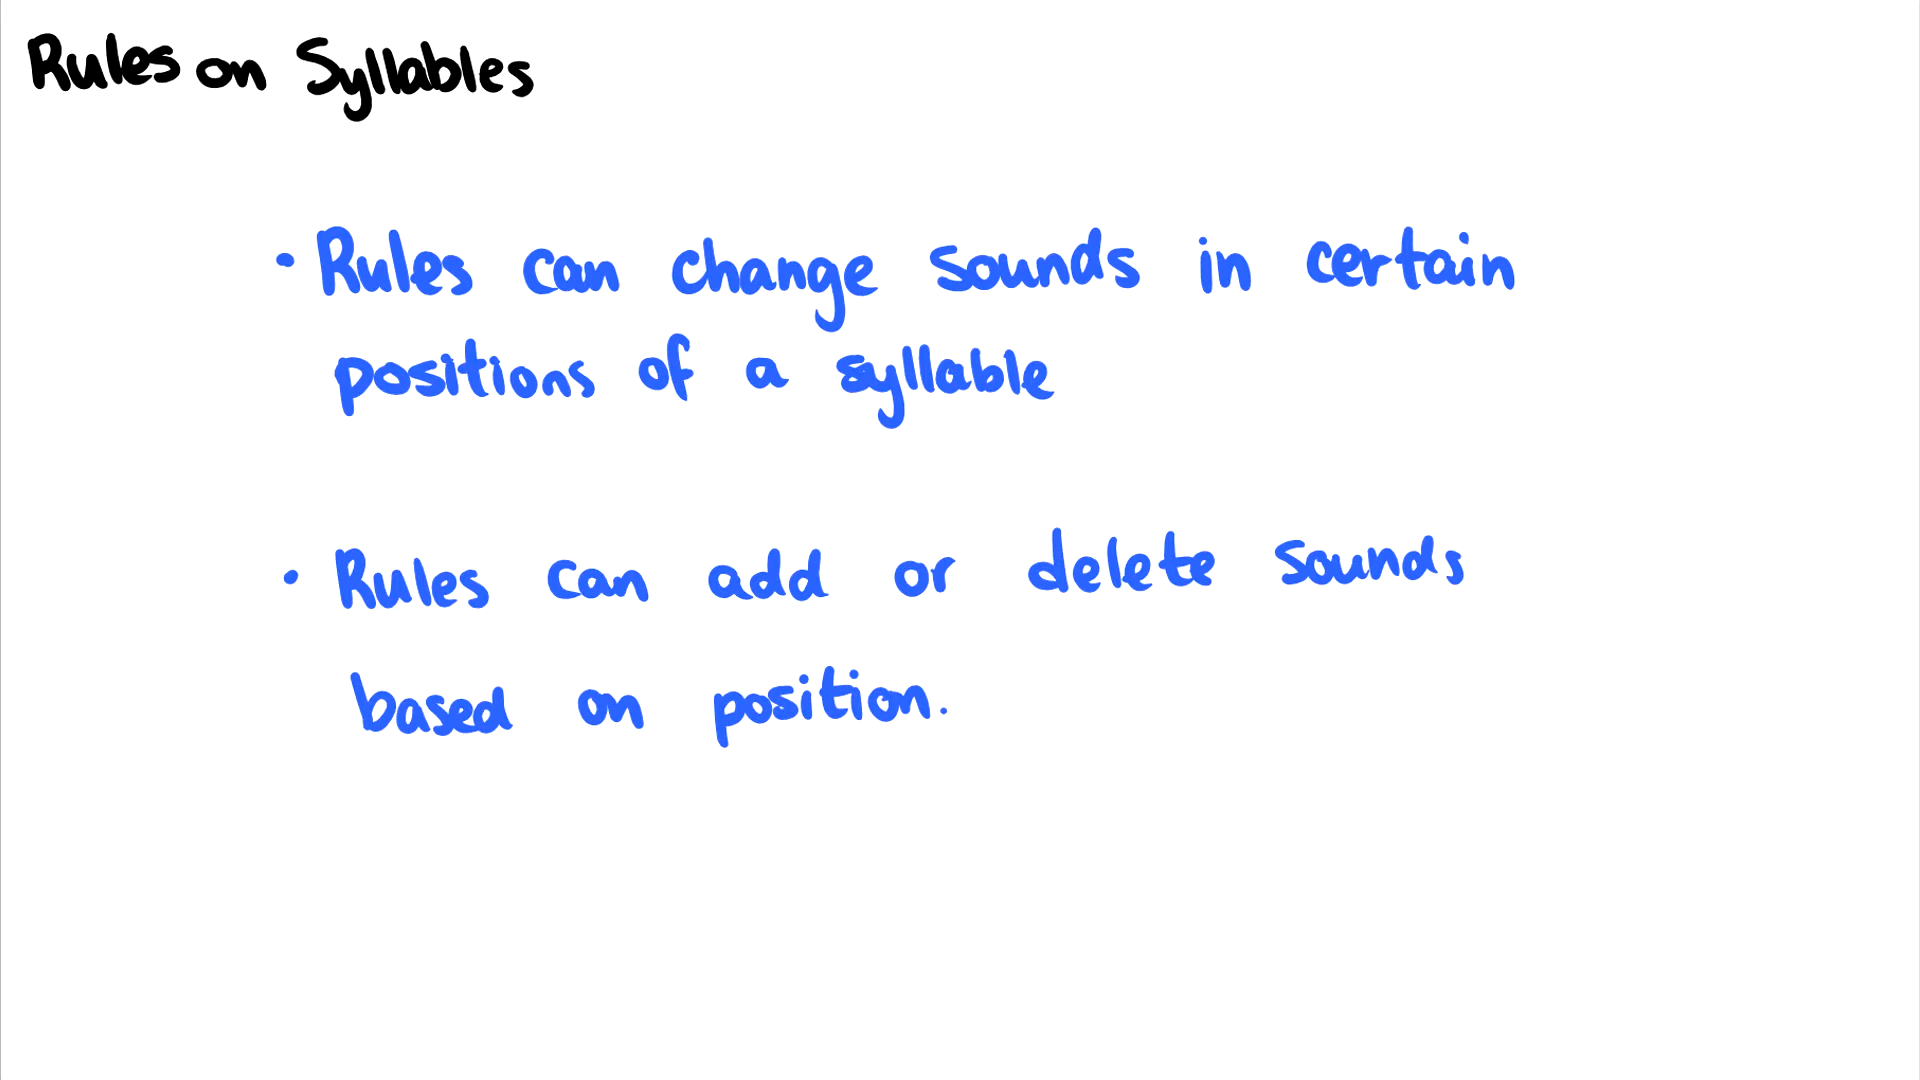 Rules on Syllables
• Rules can change sounds in certain
positions of a syllable
• Rules can add or delete sounds
based on position.